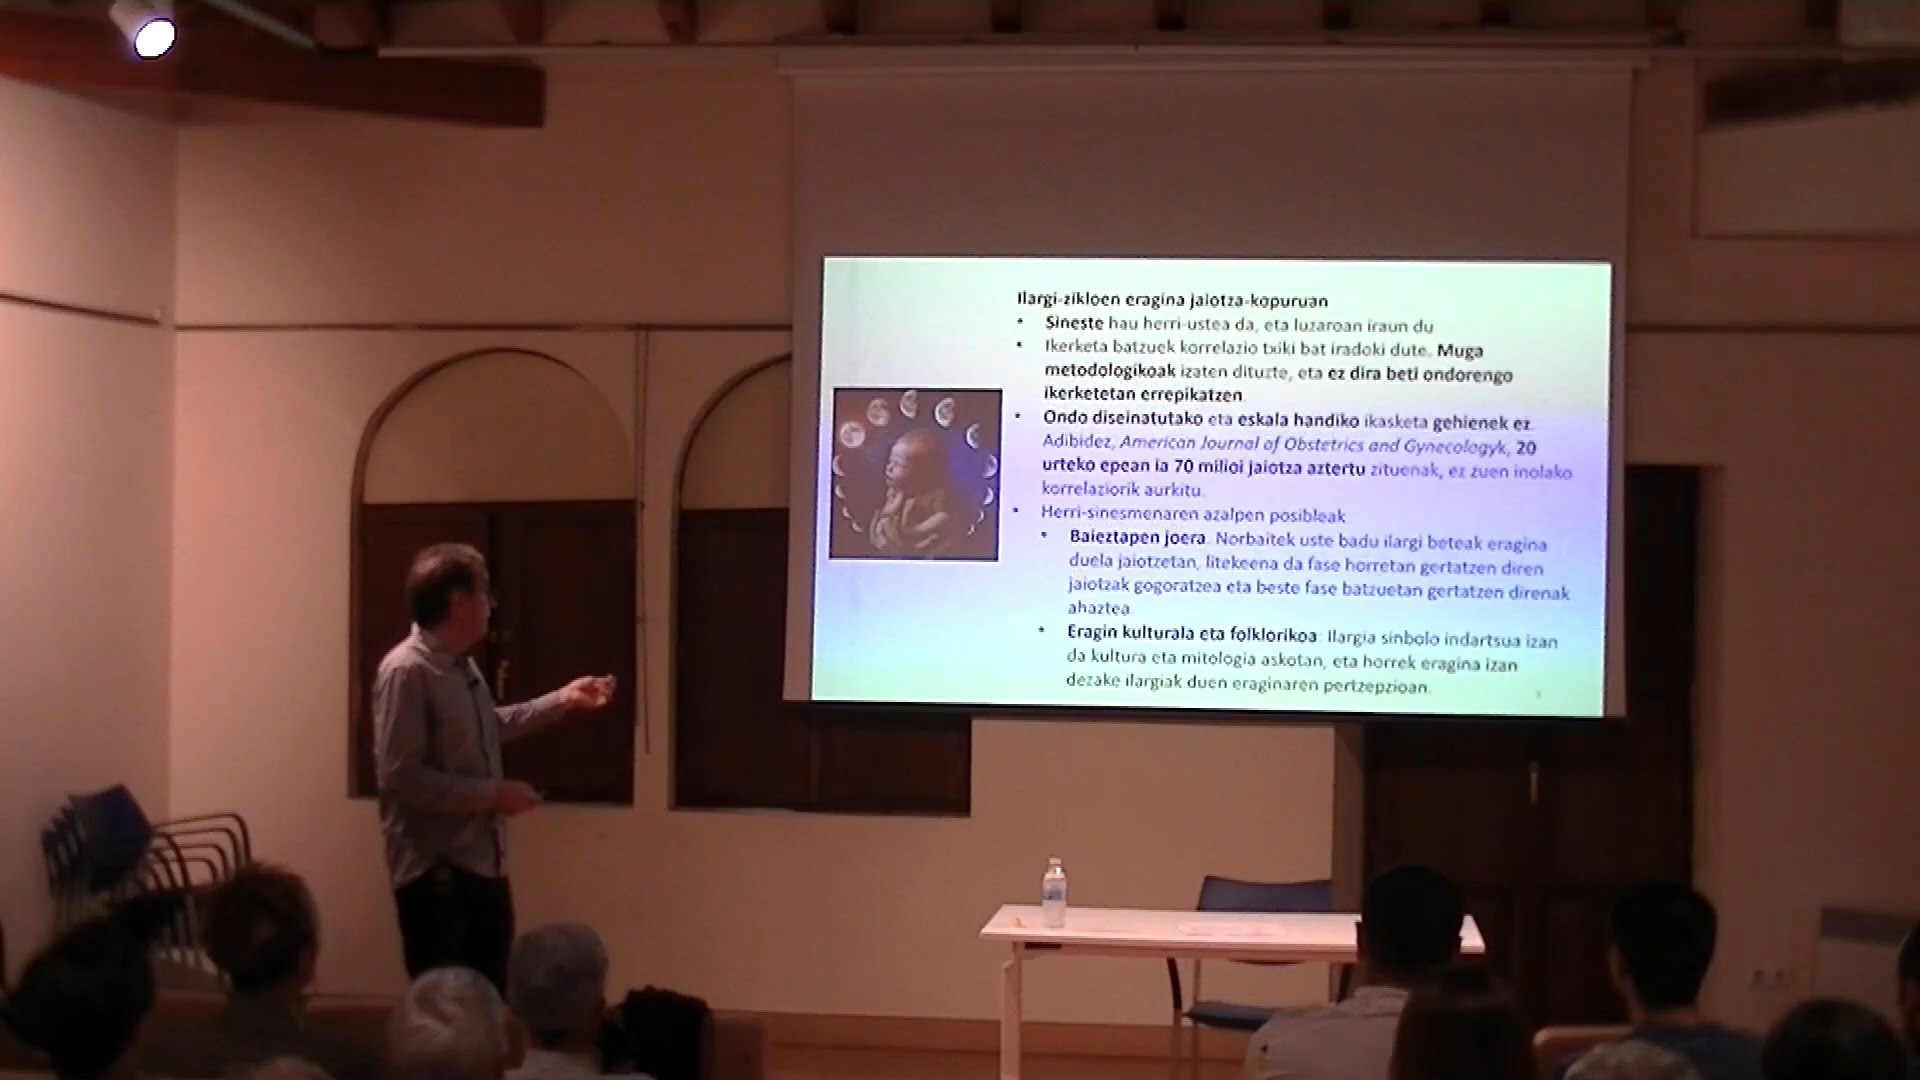 Ilargi-zikloen eragina jaiotza-kopuruan
• Sineste hau herri-ustea da, eta luzaroan iraun du
• Ikerketa batzuek korrelazio txiki bat iradoki dute. Muga
metodologikoak izaten dituzte, eta ez dira beti ondorengo
ikerketetan errepikatzen.
• Ondo diseinatutako eta eskala handiko ikasketa gehienek ez.
Adibidez, American Journal of Obstetrics and Gynecologyk, 20
urteko epean ia 70 milioi jaiotza aztertu zituenak, ez zuen inolako
korrelaziorik aurkitu.
• Herri-sinesmenaren azalpen posibleak
• Baieztapen joera. Norbaitek uste badu ilargi beteak eragina
duela jaiotzetan, litekeena da fase horretan gertatzen diren
jaiotzak gogoratzea eta beste fase batzuetan gertatzen direnak
ahaztea.
• Eragin kulturala eta folklorikoa: Ilargia sinbolo indartsua izan
da kultura eta mitologia askotan, eta horrek eragina izan
dezake ilargiak duen eraginaren pertzepzioan.